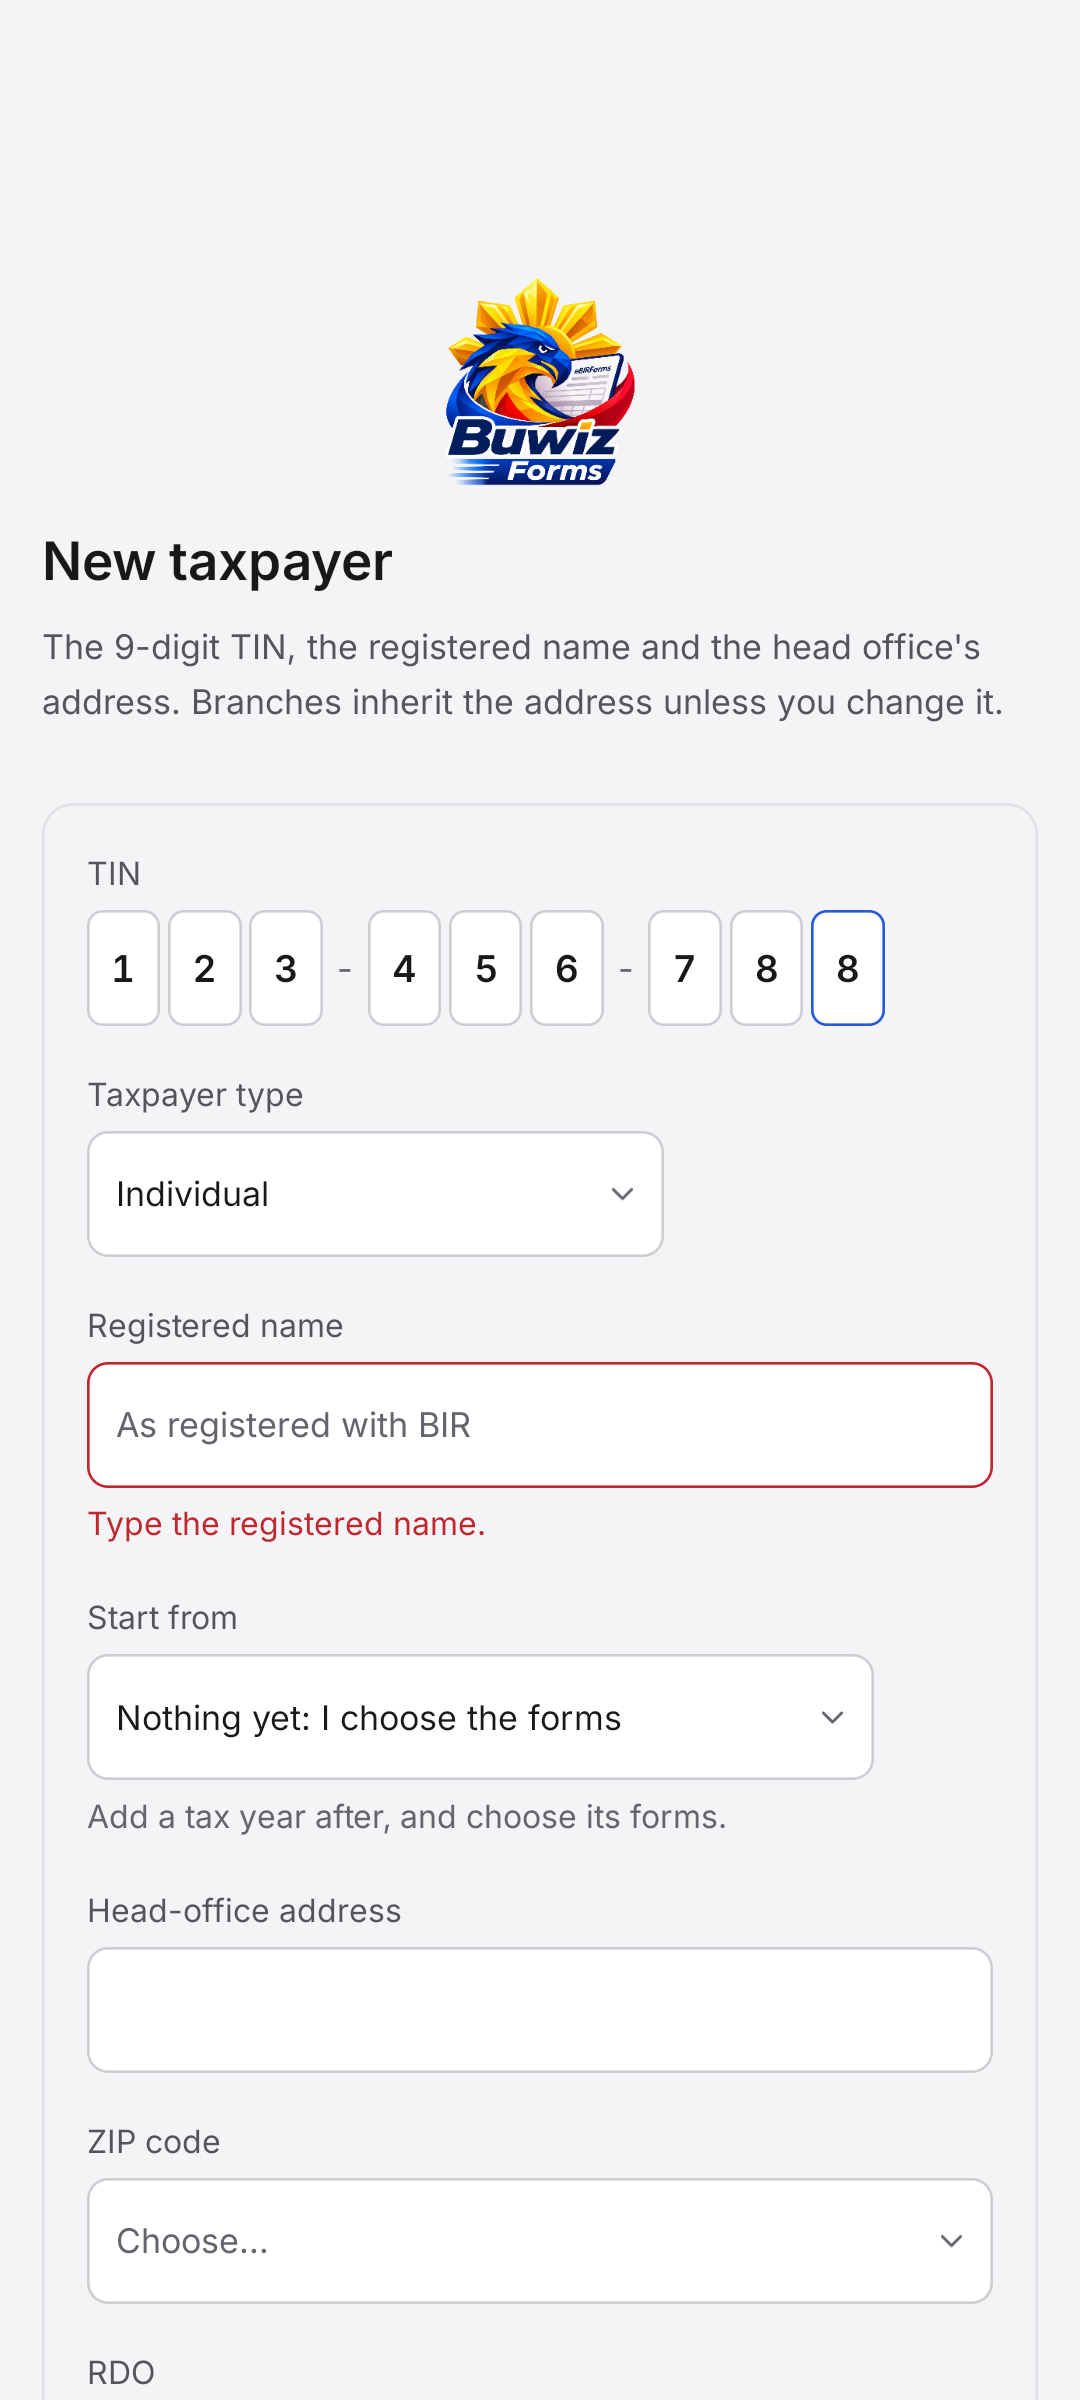 eBIRForms
Buwiz
Forms
New taxpayer
The 9-digit TIN, the registered name and the head office's
address. Branches inherit the address unless you change it.
TIN
1 2 3 - 4 5 6 - 7 8 8
Taxpayer type
Individual
Registered name
As registered with BIR
Type the registered name.
Start from
Nothing yet: I choose the forms
Add a tax year after, and choose its forms.
Head-office address
ZIP code
Choose...
RDO